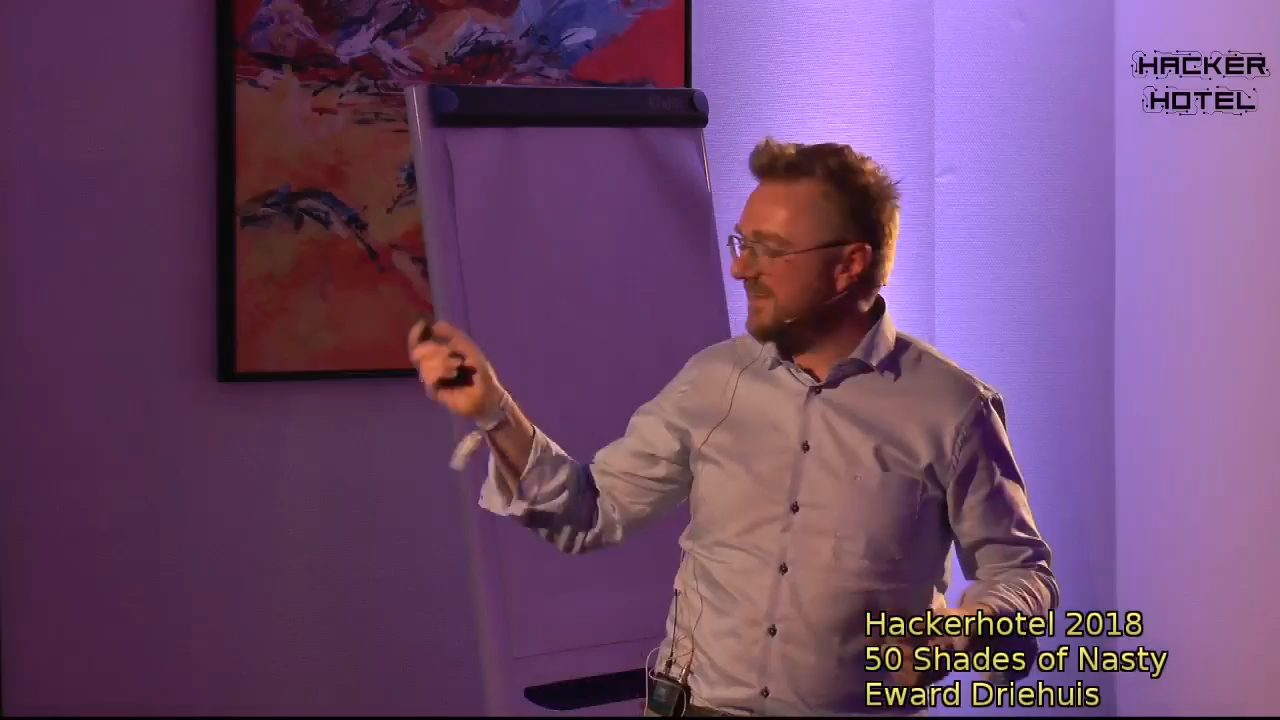 HACKER
HOTEL
Hackerhotel 2018
50 Shades of Nasty
Eward Driehuis